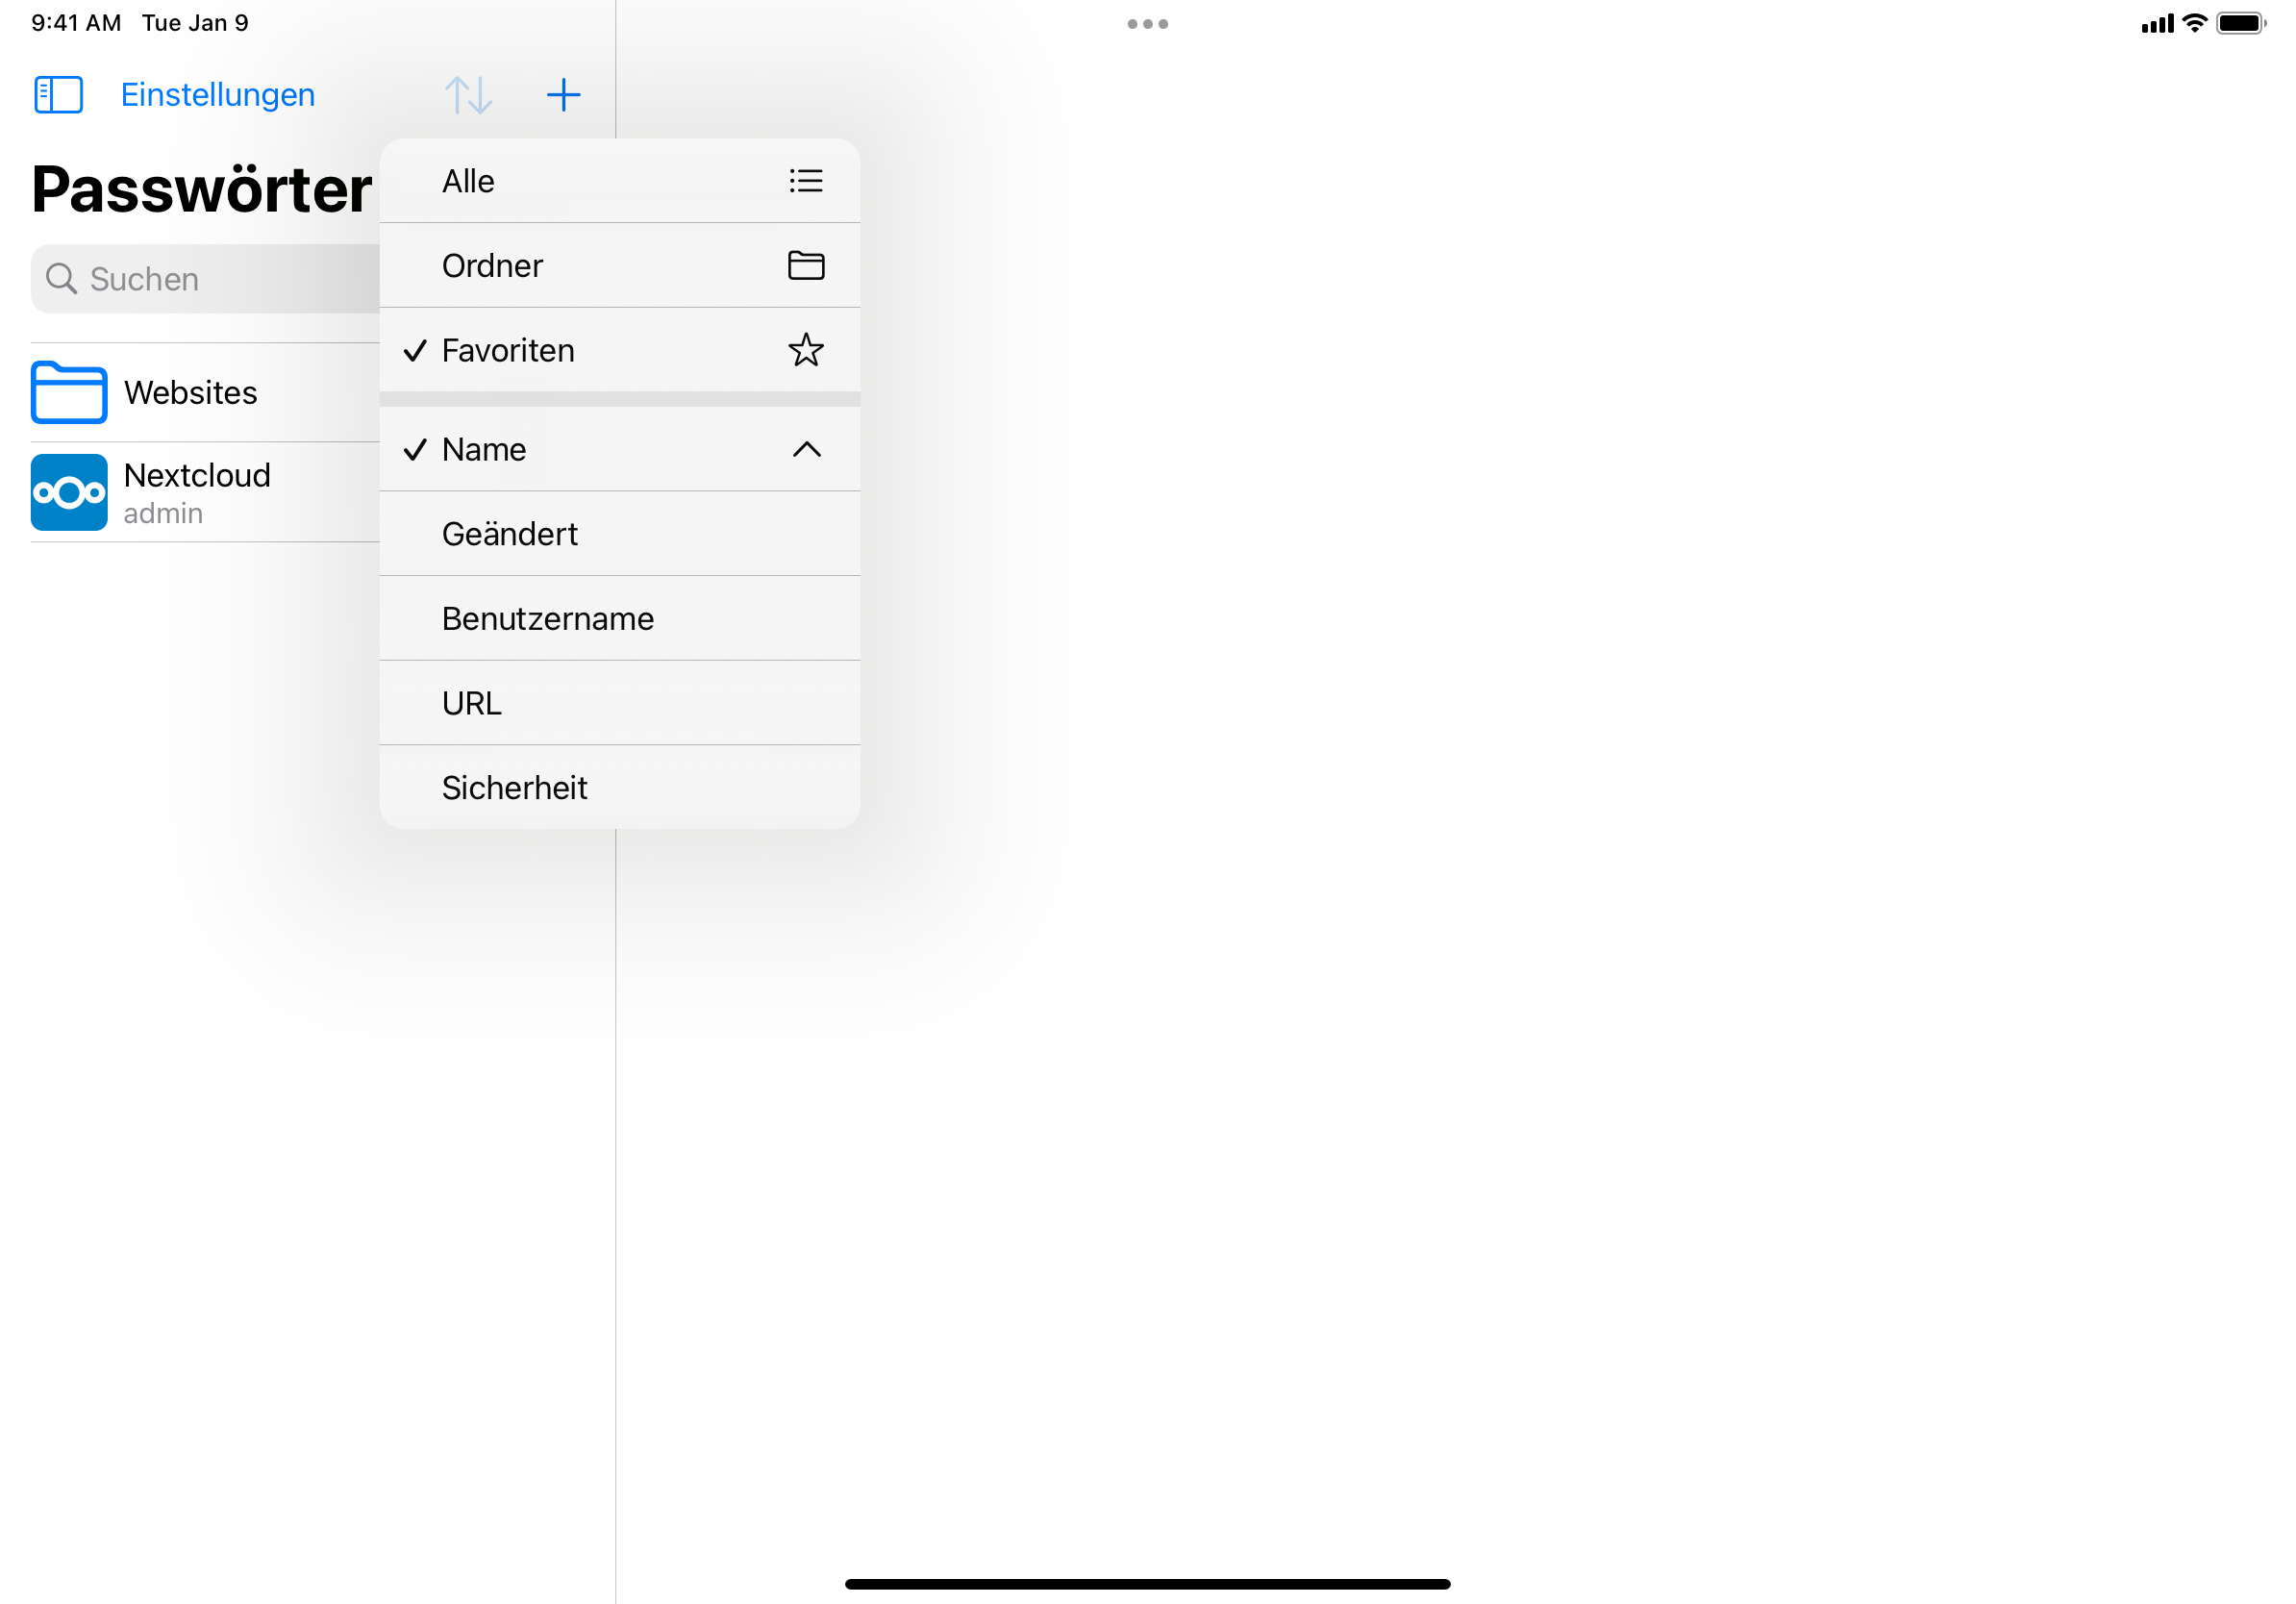 9:41 AM Tue Jan 9
Einstellungen
Passwörter
Suchen
Websites
Nextcloud
admin
Alle
Ordner
Favoriten
Name
Geändert
Benutzername
URL
Sicherheit